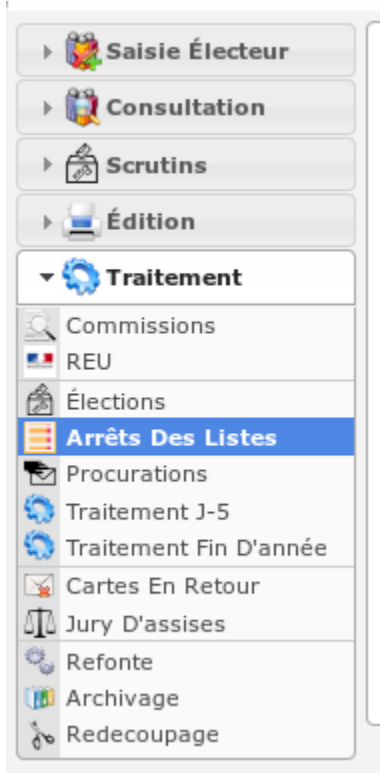 Saisie Électeur
Consultation
Scrutins
Édition
Traitement
Commissions
REU
Élections
Arrêts Des Listes
Procurations
Traitement J-5
Traitement Fin D'année
Cartes En Retour
Jury D'assises
Refonte
Archivage
Redecoupage